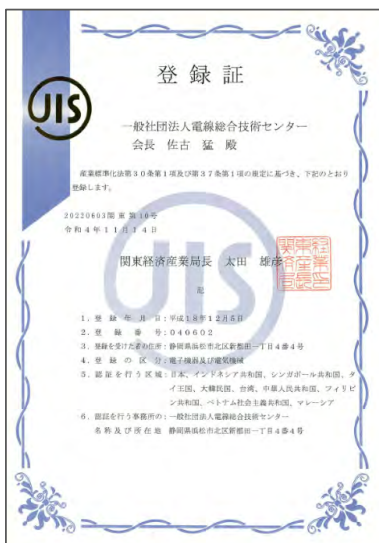 JIS
登録証
一般社団法人電線総合技術センター
会長 佐古 猛 殿
産業標準化法第30条第1項及び第37条第1項の規定に基づき、下記のとおり
登録します。
20220603関東第16号
令和4年11月14日
関東経済産業局長 太田 雄彦
関東経済産業局長之印
記
1. 登録年月日:平成18年12月5日
2. 登録番号:040602
3. 登録を受けた者の住所:静岡県浜松市北区新都田一丁目4番4号
4. 登録の区分:電子機器及び電気機械
5. 認証を行う区域:日本、インドネシア共和国、シンガポール共和国、タ
イ王国、大韓民国、台湾、中華人民共和国、フィリピ
ン共和国、ベトナム社会主義共和国、マレーシア
6. 認証を行う事務所の:一般社団法人電線総合技術センター
名称及び所在地 静岡県浜松市北区新都田一丁目4番4号
JIS